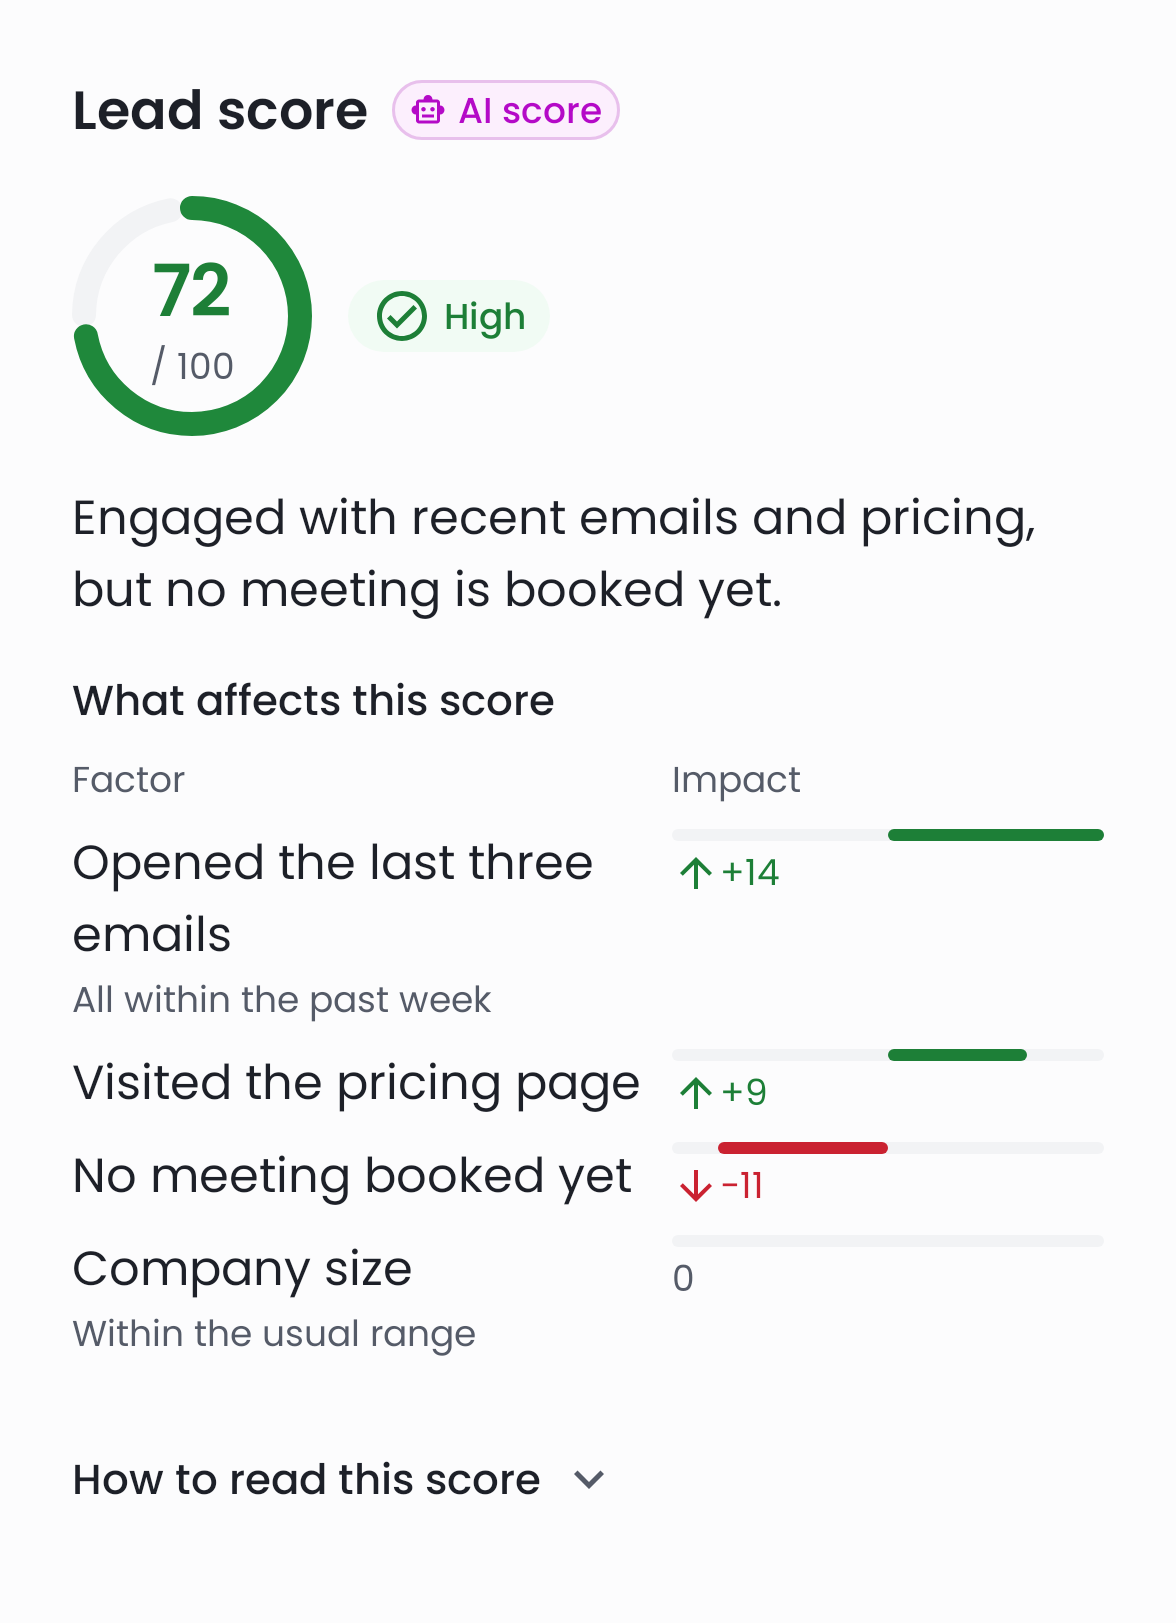 Lead score
AI score
72
/ 100
High
Engaged with recent emails and pricing,
but no meeting is booked yet.
What affects this score
Factor
Impact
Opened the last three
emails
All within the past week
+14
Visited the pricing page
+9
No meeting booked yet
-11
Company size
Within the usual range
0
How to read this score